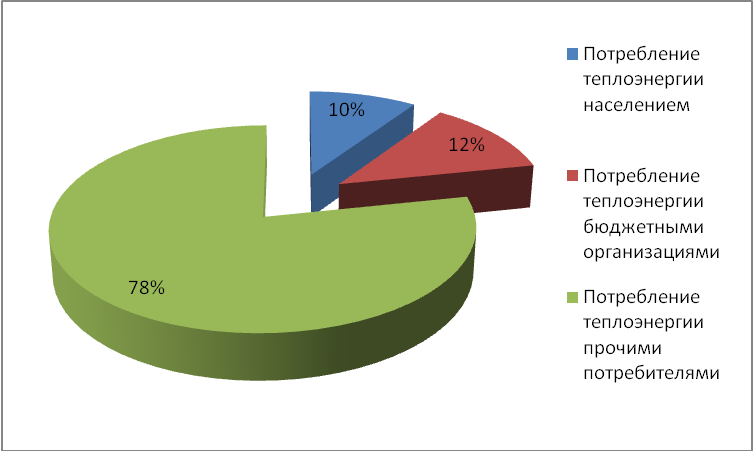 10%
12%
78%
Потребление
теплоэнергии
населением
Потребление
теплоэнергии
бюджетными
организациями
Потребление
теплоэнергии
прочими
потребителями